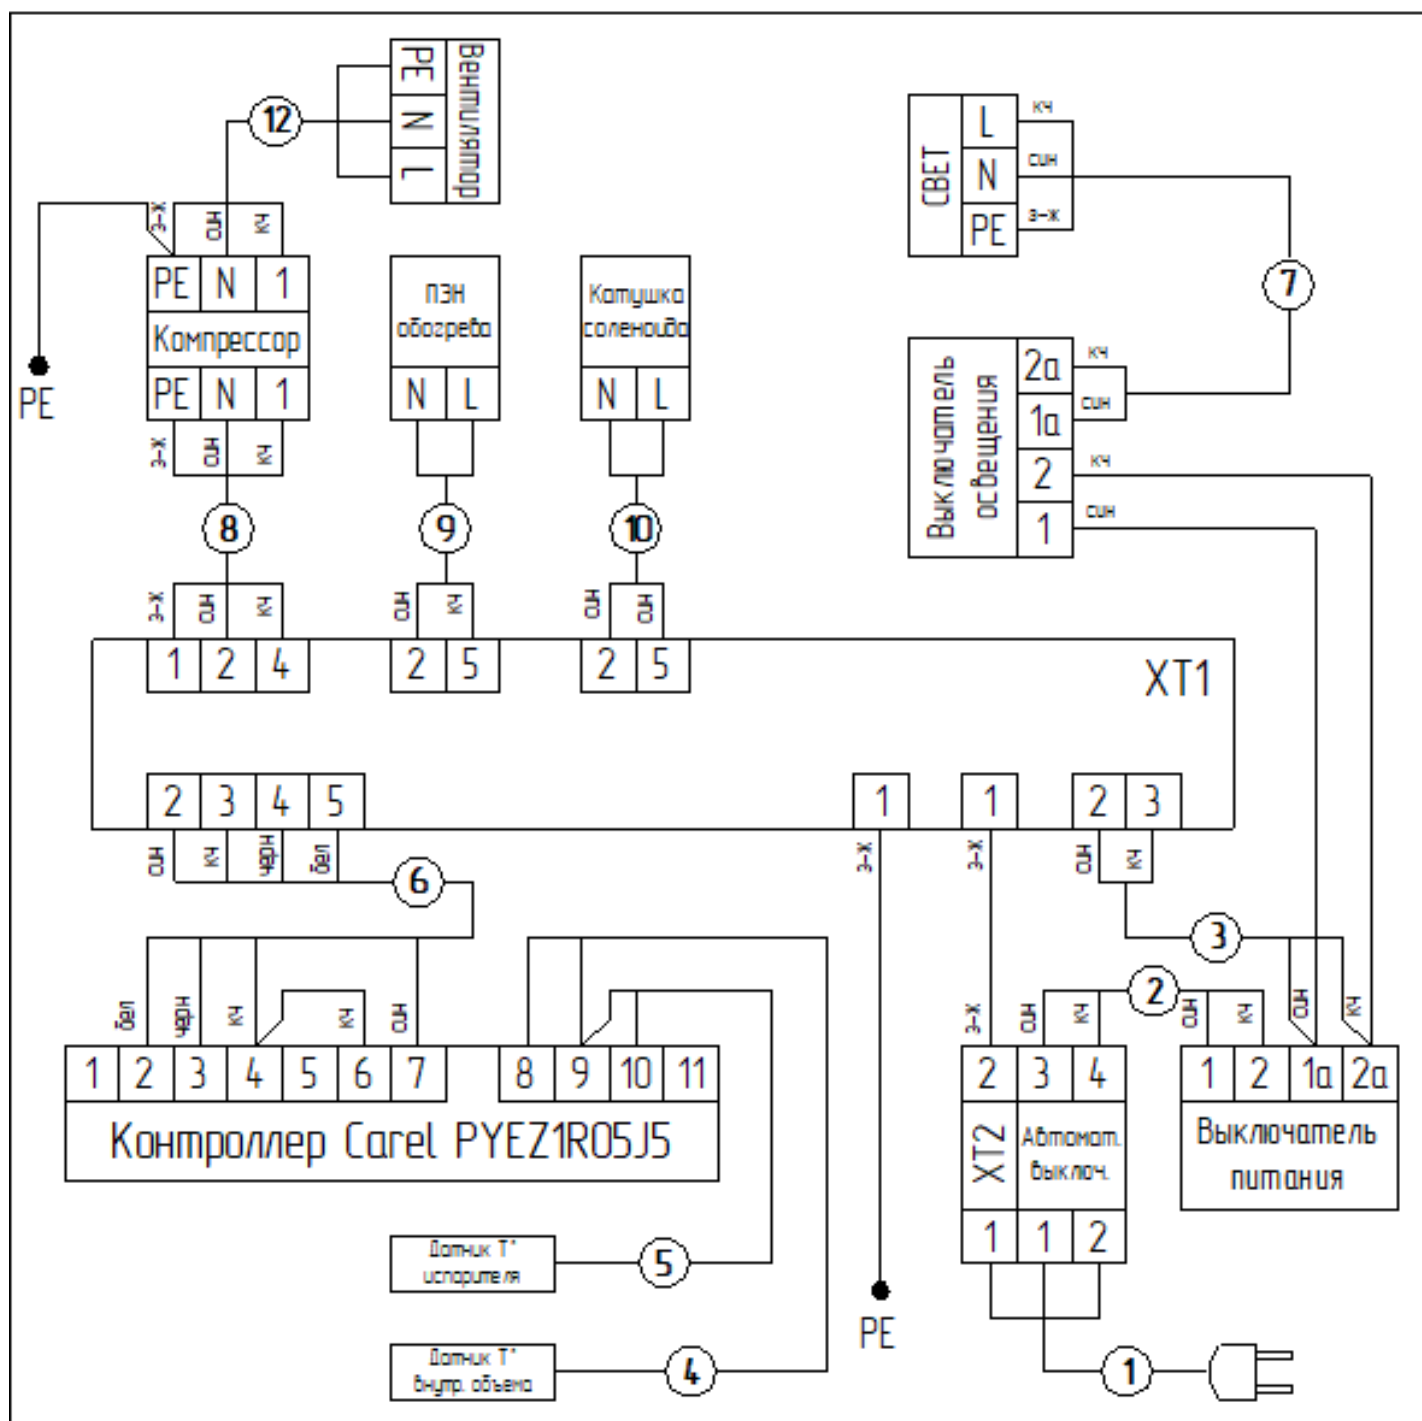 Вентилятор
PE
N
L
12
з-ж
син
кч
PE
PE N 1
Компрессор
PE N 1
з-ж
син
кч
8
з-ж
син
кч
ПЭН
обогрева
N L
9
син
кч
Катушка
соленоида
N L
10
син
син
СВЕТ
L
N
PE
кч
син
з-ж
7
Выключатель
освещения
2а
1а
2
1
кч
син
кч
син
XT1
1 2 4
2 5
2 5
2 3 4 5
1
1
2 3
син
кч
черн
бел
6
з-ж
з-ж
син
кч
3
2
бел
черн
кч
кч
син
з-ж
син
кч
син
кч
син
кч
1 2 3 4 5 6 7
8 9 10 11
Контроллер Carel PYEZ1R05J5
2 3 4
XT2
Автомат.
выключ.
1 1 2
1 2 1а 2а
Выключатель
питания
Датчик Т°
испарителя
5
Датчик Т°
внутр. объема
4
PE
1